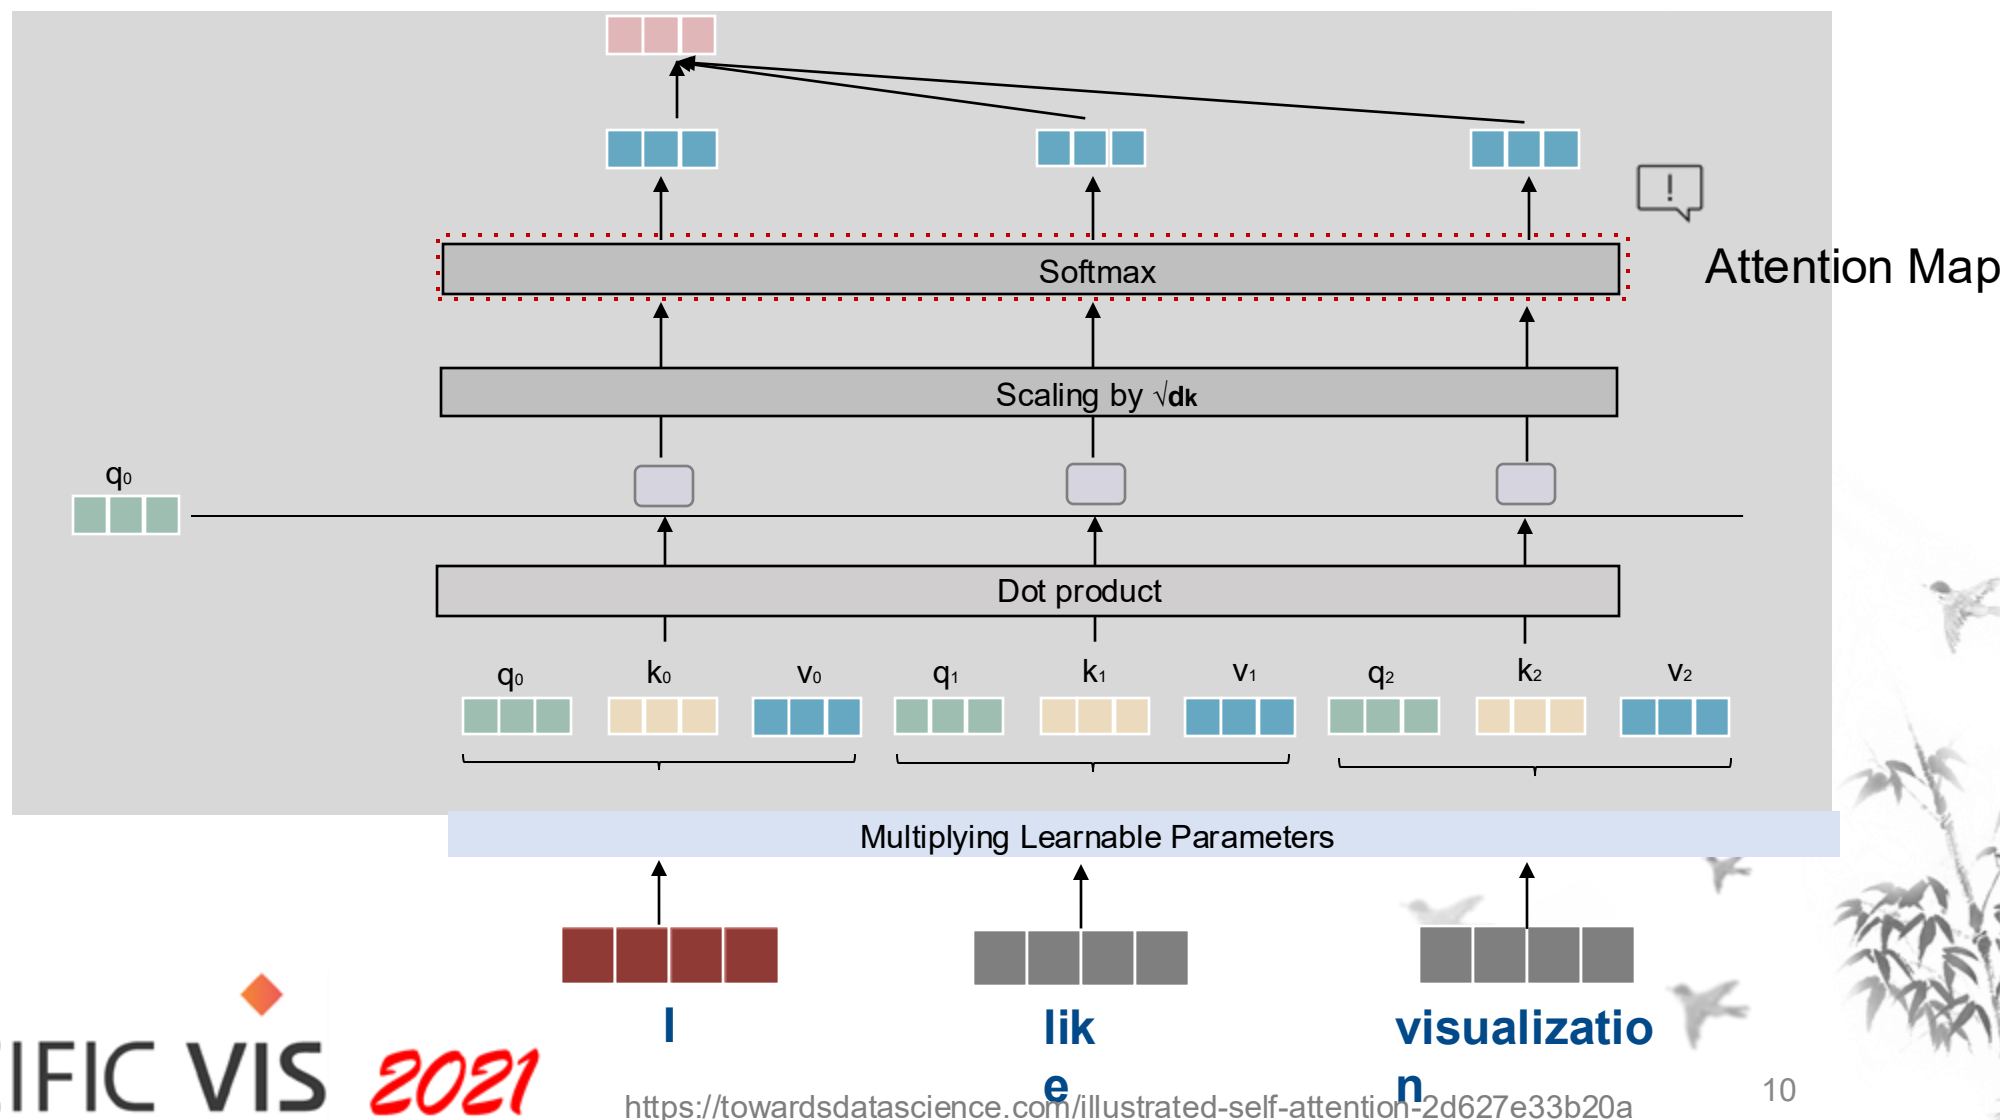 !
Softmax
Attention Map
Scaling by √dk
q0
Dot product
q0 k0 v0 q1 k1 v1 q2 k2 v2
Multiplying Learnable Parameters
I
lik
e
visualizatio
n
IFIC VIS 2021
https://towardsdatascience.com/illustrated-self-attention-2d627e33b20a
10